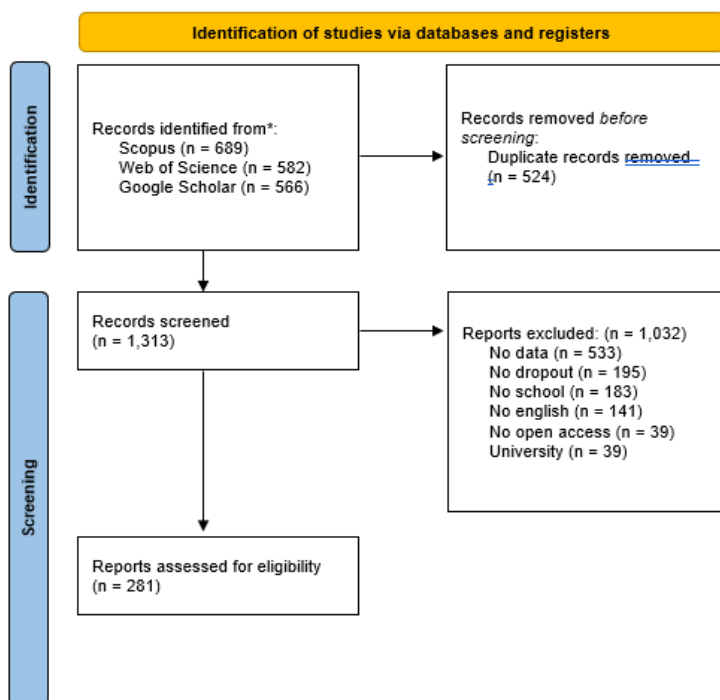 Identification of studies via databases and registers
Identification
Records identified from*:
Scopus (n = 689)
Web of Science (n = 582)
Google Scholar (n = 566)
Records removed before
screening:
Duplicate records removed
(n = 524)
Screening
Records screened
(n = 1,313)
Reports excluded: (n = 1,032)
No data (n = 533)
No dropout (n = 195)
No school (n = 183)
No english (n = 141)
No open access (n = 39)
University (n = 39)
Reports assessed for eligibility
(n = 281)